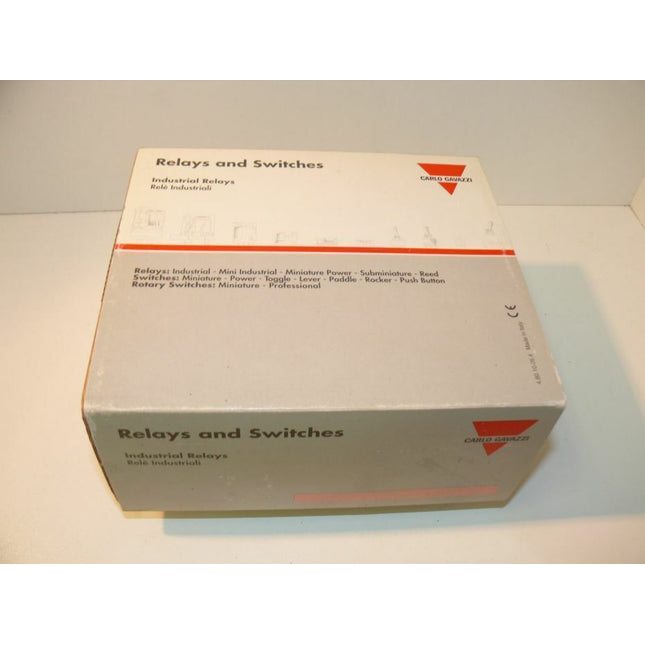 Relays and Switches
CARLO GAVAZZI
Industrial Relays
Relè Industriali
Relays: Industrial - Mini Industrial - Miniature Power - Subminiature - Reed
Switches: Miniature - Power - Toggle - Lever - Paddle - Rocker - Push Button
Rotary Switches: Miniature - Professional
Made in Italy
CE
Relays and Switches
CARLO GAVAZZI
Industrial Relays
Relè Industriali